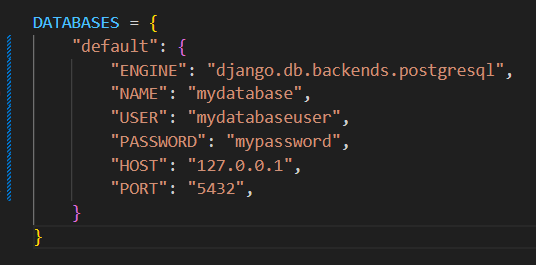 DATABASES = {
    "default": {
        "ENGINE": "django.db.backends.postgresql",
        "NAME": "mydatabase",
        "USER": "mydatabaseuser",
        "PASSWORD": "mypassword",
        "HOST": "127.0.0.1",
        "PORT": "5432",
    }
}